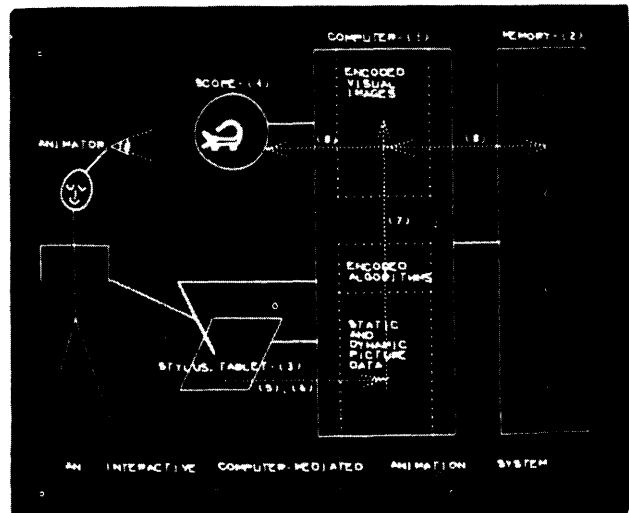 COMPUTER-(1) MEMORY-(2)
SCOPE-(4)
ENCODED
VISUAL
IMAGES
ANIMATOR
(8) (8)
(7)
ENCODED
ALGORITHMS
STATIC
AND
DYNAMIC
PICTURE
DATA
STYLUS, TABLET-(3)
(5), (6)
AN INTERACTIVE COMPUTER-MEDIATED ANIMATION SYSTEM